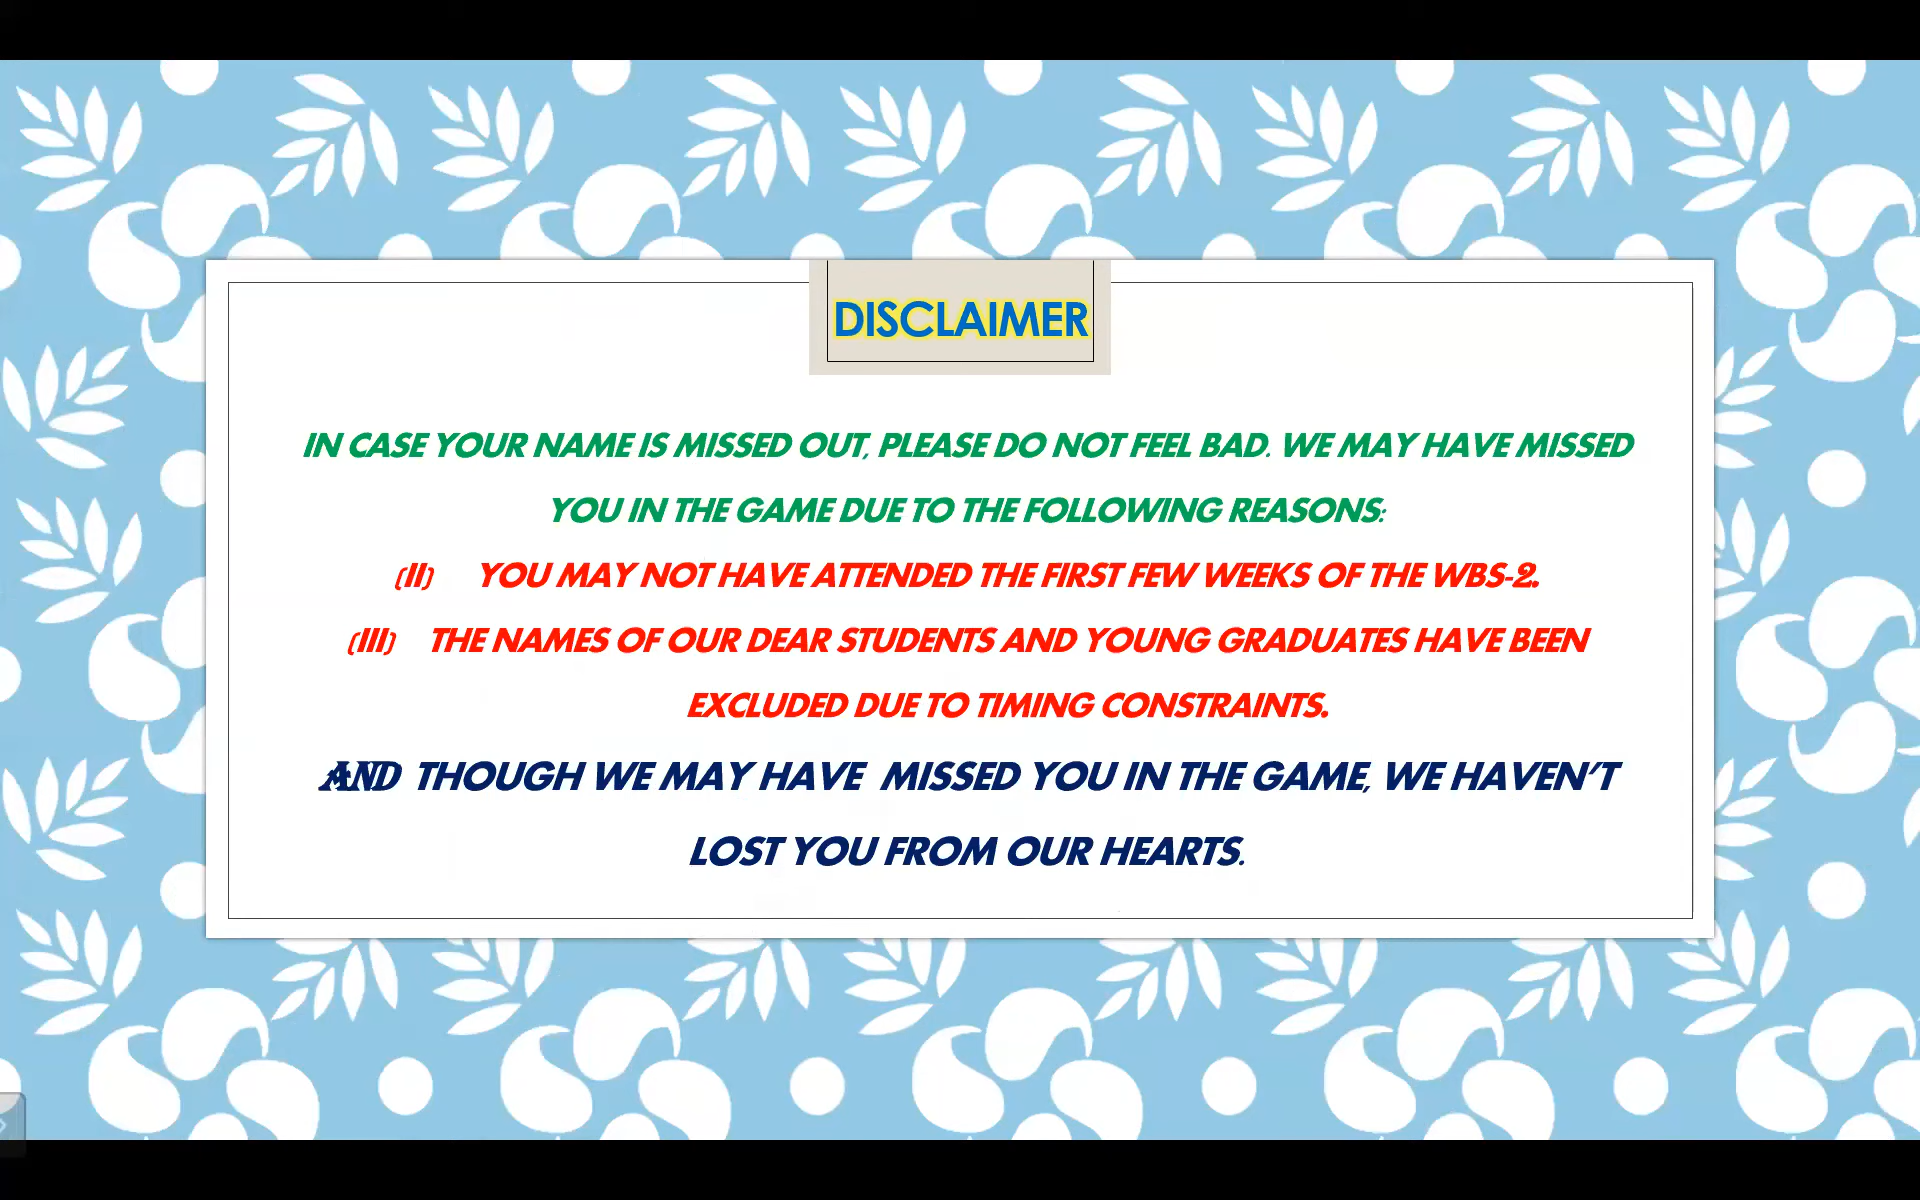 DISCLAIMER
IN CASE YOUR NAME IS MISSED OUT, PLEASE DO NOT FEEL BAD. WE MAY HAVE MISSED
YOU IN THE GAME DUE TO THE FOLLOWING REASONS:
(II) YOU MAY NOT HAVE ATTENDED THE FIRST FEW WEEKS OF THE WBS-2.
(III) THE NAMES OF OUR DEAR STUDENTS AND YOUNG GRADUATES HAVE BEEN
EXCLUDED DUE TO TIMING CONSTRAINTS.
AND THOUGH WE MAY HAVE MISSED YOU IN THE GAME, WE HAVEN'T
LOST YOU FROM OUR HEARTS.